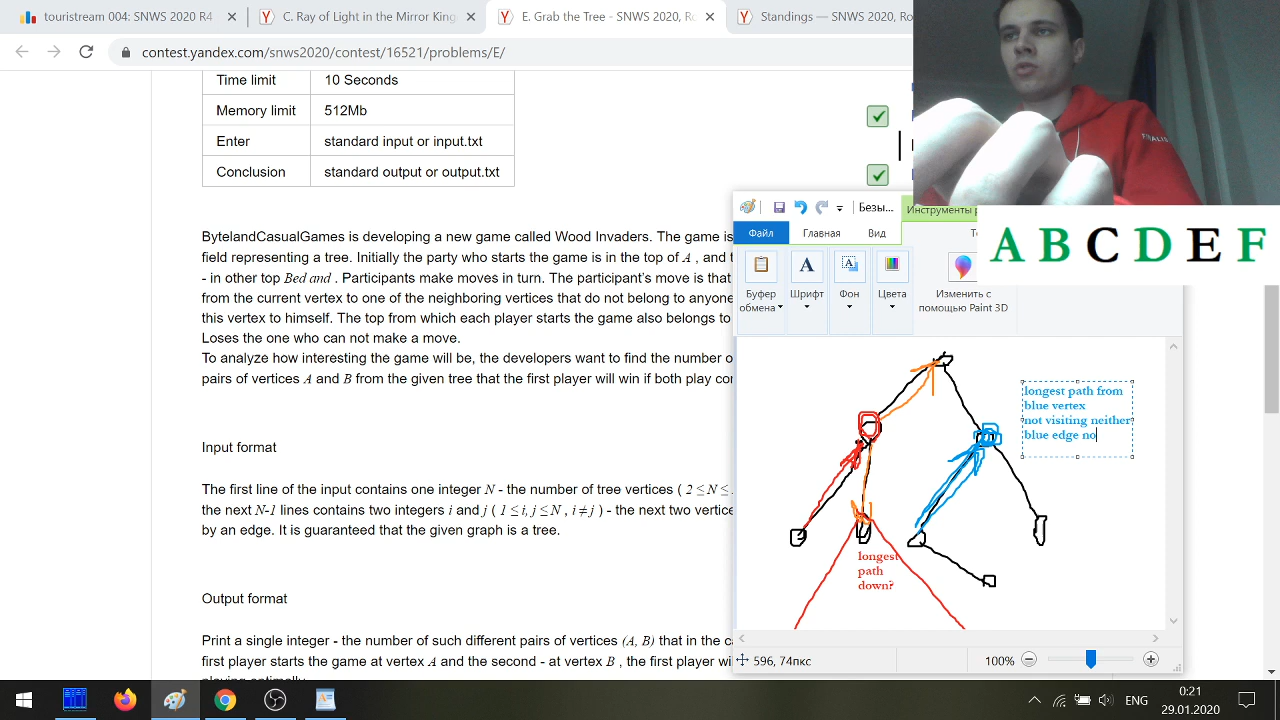 touristream 004: SNWS 2020 R4
C. Ray of Light in the Mirror King
E. Grab the Tree - SNWS 2020, Ro
Standings — SNWS 2020, Ro
contest.yandex.com/snws2020/contest/16521/problems/E/
Time limit 10 Seconds
Memory limit 512Mb
Enter standard input or input.txt
Conclusion standard output or output.txt
BytelandCasualGames is developing a new game called Wood Invaders. The game is
field representing a tree. Initially the party who starts the game is in the top of A , and
- in other to top Bed and . Participants make moves in turn. The participant's move is that
from the current vertex to one of the neighboring vertices that do not belong to anyone
this vertex to himself. The top from which each player starts the game also belongs to
Loses the one who can not make a move.
To analyze how interesting the game will be, the developers want to find the number o
pairs of vertices A and B from the given tree that the first player will win if both play
Input format
The first line of the input contains one integer N - the number of tree vertices ( 2 ≤ N ≤
the next N-1 lines contains two integers i and j ( 1 ≤ i, j ≤ N , i ≠ j ) - the next two
by an edge. It is guaranteed that the given graph is a tree.
Output format
Print a single integer - the number of such different pairs of vertices (A, B) that in the
first player starts the game at vertex A and the second - at vertex B , the first player
playing optimally.
FINALIS
A B C D E F
Безы...
Инструменты
Файл
Главная
Вид
Буфер обмена
Шрифт
Фон
Цвета
Изменить с
помощью Paint 3D
longest path from
blue vertex
not visiting neither
blue edge no
longest
path
down?
596, 74пкс
100%
ENG
0:21
29.01.2020